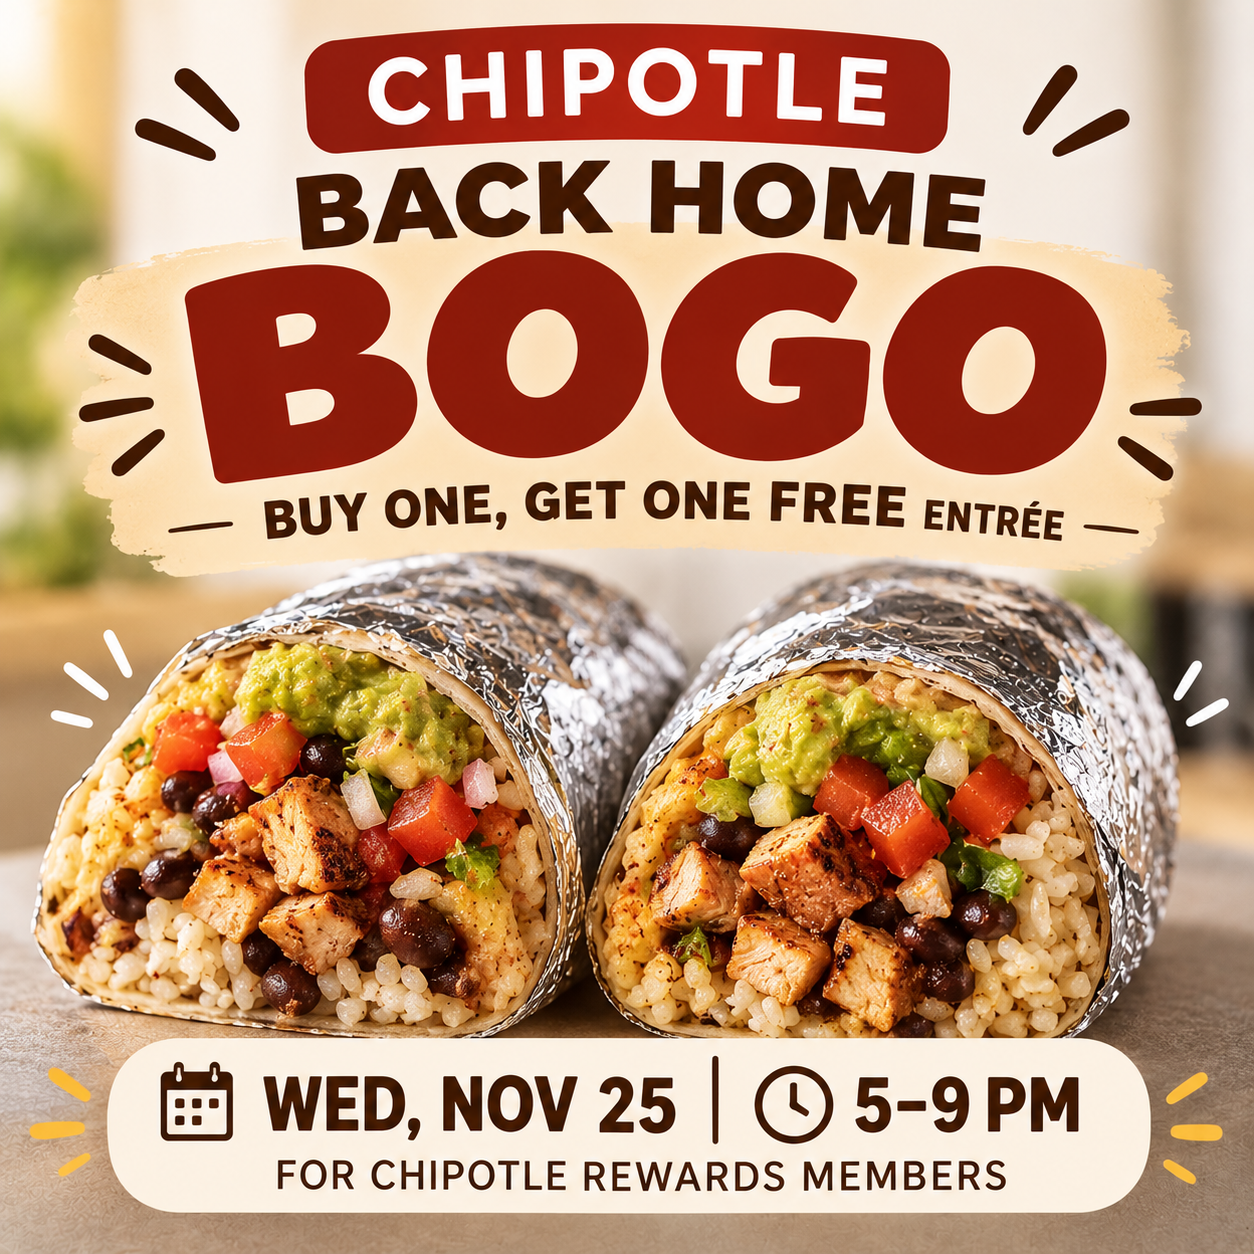 CHIPOTLE
BACK HOME
BOGO
BUY ONE, GET ONE FREE ENTRÉE
WED, NOV 25 | 5–9 PM
FOR CHIPOTLE REWARDS MEMBERS